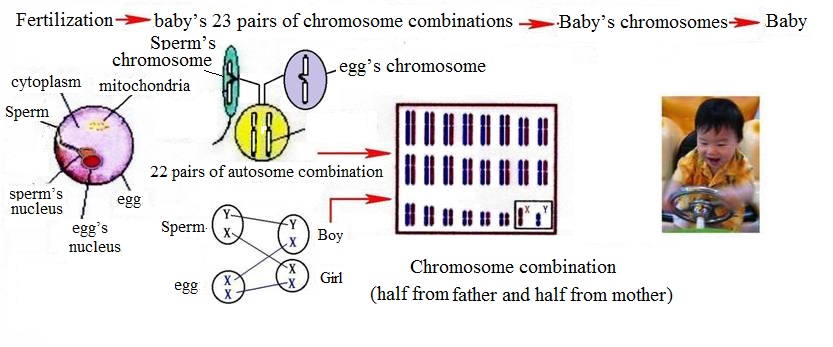 Fertilization baby's 23 pairs of chromosome combinations Baby's chromosomes Baby
Sperm's
chromosome
egg's chromosome
cytoplasm
mitochondria
Sperm
sperm's
nucleus
egg's
nucleus
egg
22 pairs of autosome combination
Sperm
Y
X
egg
X
X
Y
X
Boy
X
X
Girl
X Y
Chromosome combination
(half from father and half from mother)